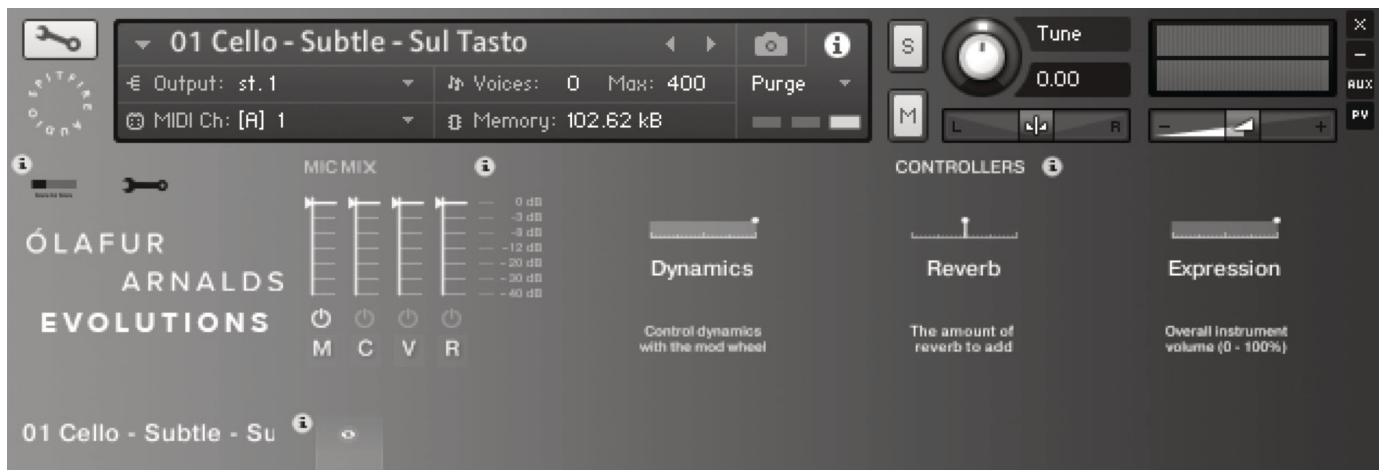 01 Cello - Subtle - Sul Tasto
Output: st. 1
Voices: 0 Max: 400
Purge
MIDI Ch: [A] 1
Memory: 102.62 kB
S
M
Tune
0.00
L
R
-
+
×
-
AUX
PV
SPITFIRE AUDIO
MIC MIX
CONTROLLERS
0 dB
-3 dB
-12 dB
-20 dB
-30 dB
-40 dB
ÓLAFUR
ARNALDS
EVOLUTIONS
M C V R
Dynamics
Reverb
Expression
Control dynamics
with the mod wheel
The amount of
reverb to add
Overall instrument
volume (0 - 100%)
01 Cello - Subtle - Su